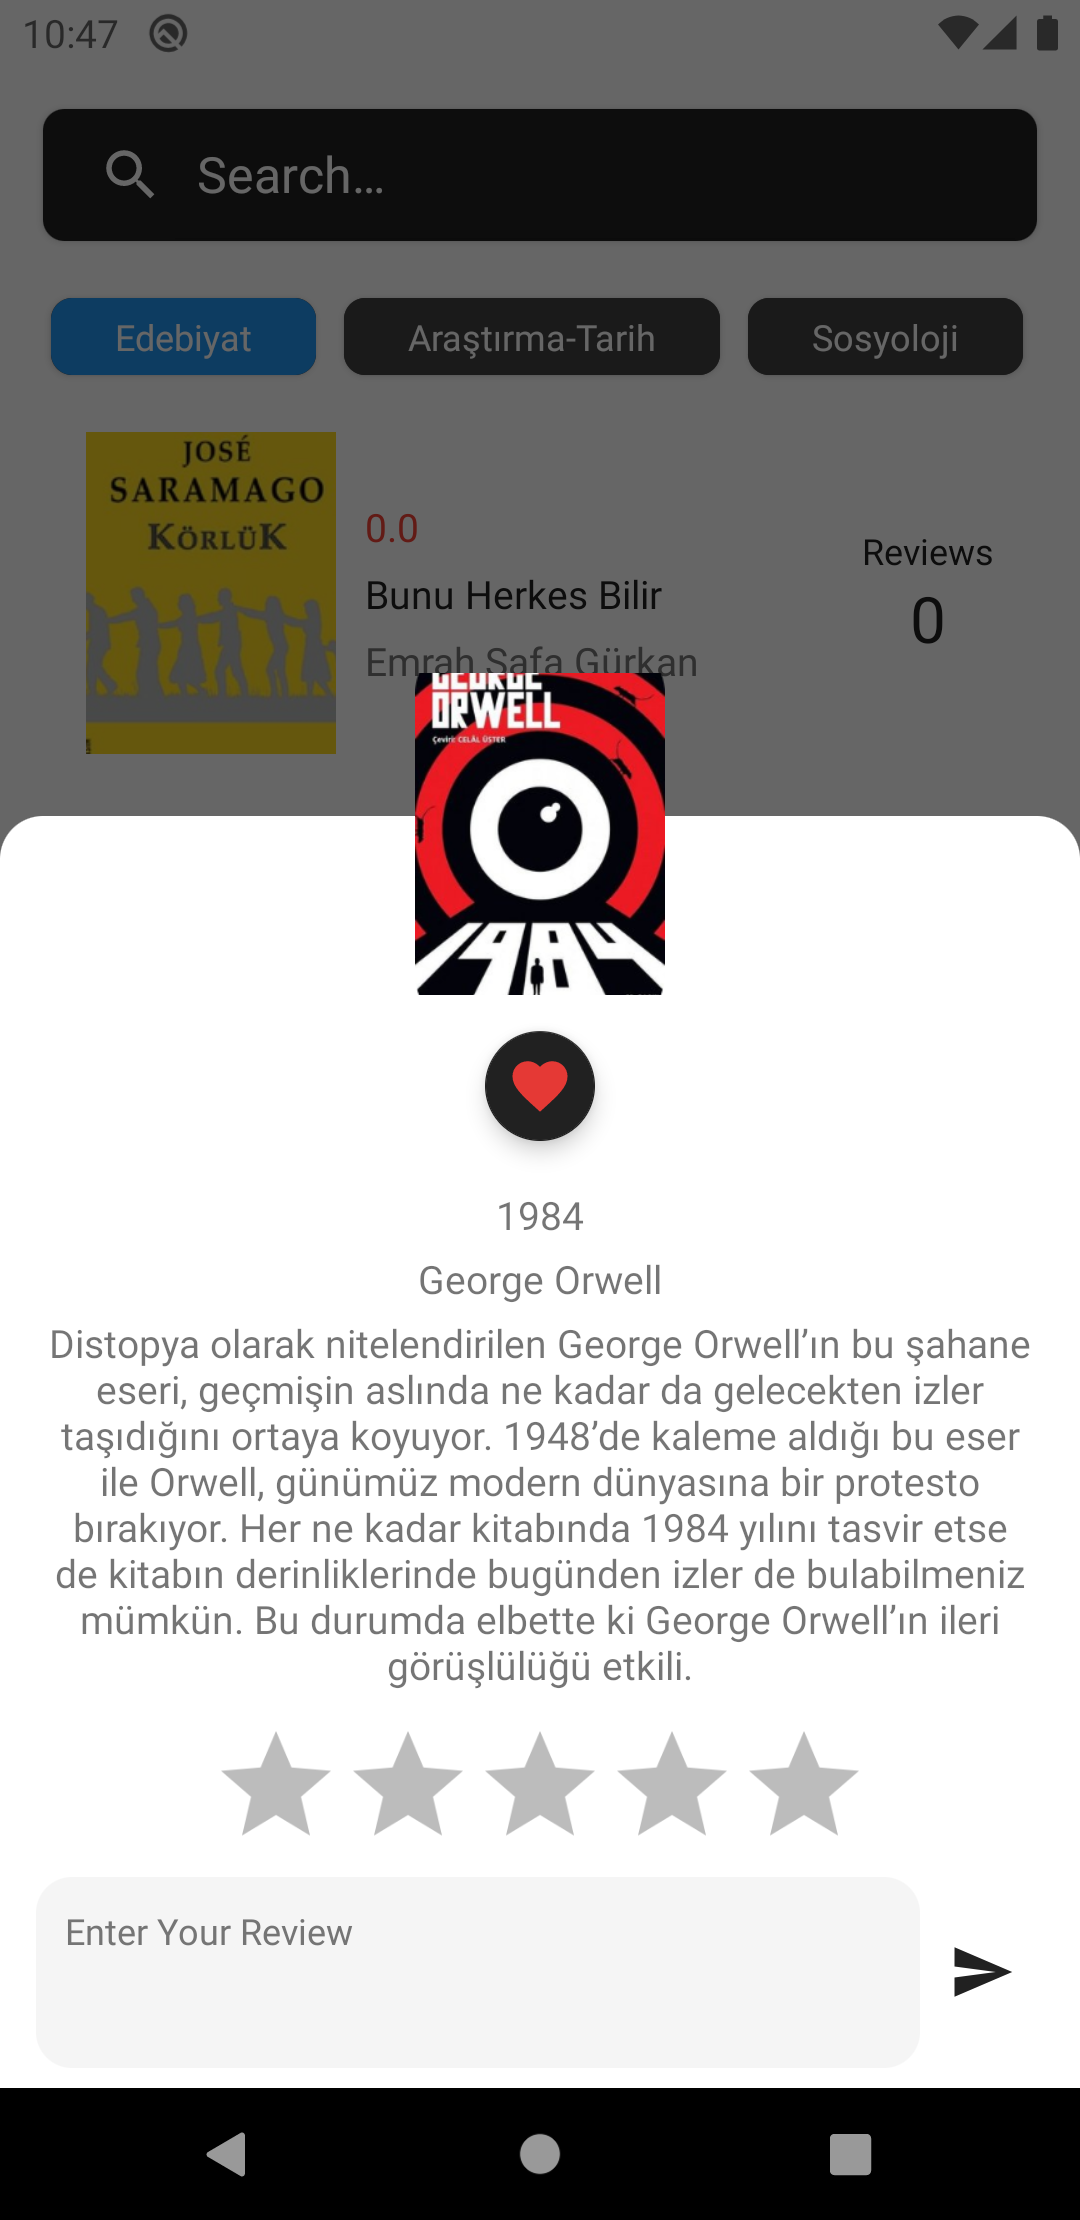 10:47
Search...
Edebiyat
Araştırma-Tarih
Sosyoloji
JOSÉ
SARAMAGO
KÖRLÜK
0.0
Bunu Herkes Bilir
Emrah Safa Gürkan
Reviews
0
GEORGE
ORWELL
Çeviri: CELÂL ÜSTER
1984
1984
George Orwell
Distopya olarak nitelendirilen George Orwell’ın bu şahane
eseri, geçmişin aslında ne kadar da gelecekten izler
taşıdığını ortaya koyuyor. 1948’de kaleme aldığı bu eser
ile Orwell, günümüz modern dünyasına bir protesto
bırakıyor. Her ne kadar kitabında 1984 yılını tasvir etse
de kitabın derinliklerinde bugünden izler de bulabilmeniz
mümkün. Bu durumda elbette ki George Orwell’ın ileri
görüşlülüğü etkili.
Enter Your Review